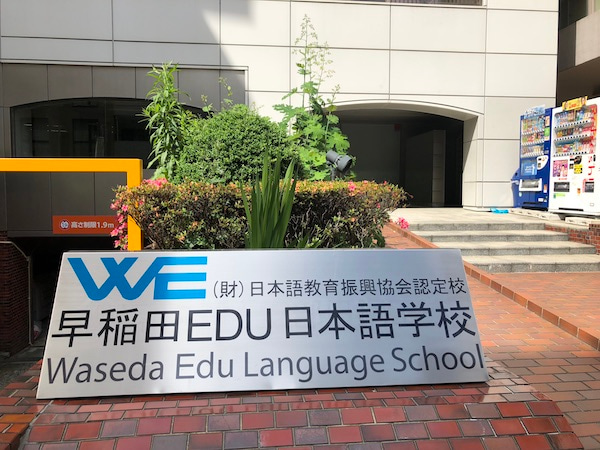 高さ制限1.9m
WE (財)日本語教育振興協会認定校
早稲田EDU日本語学校
Waseda Edu Language School